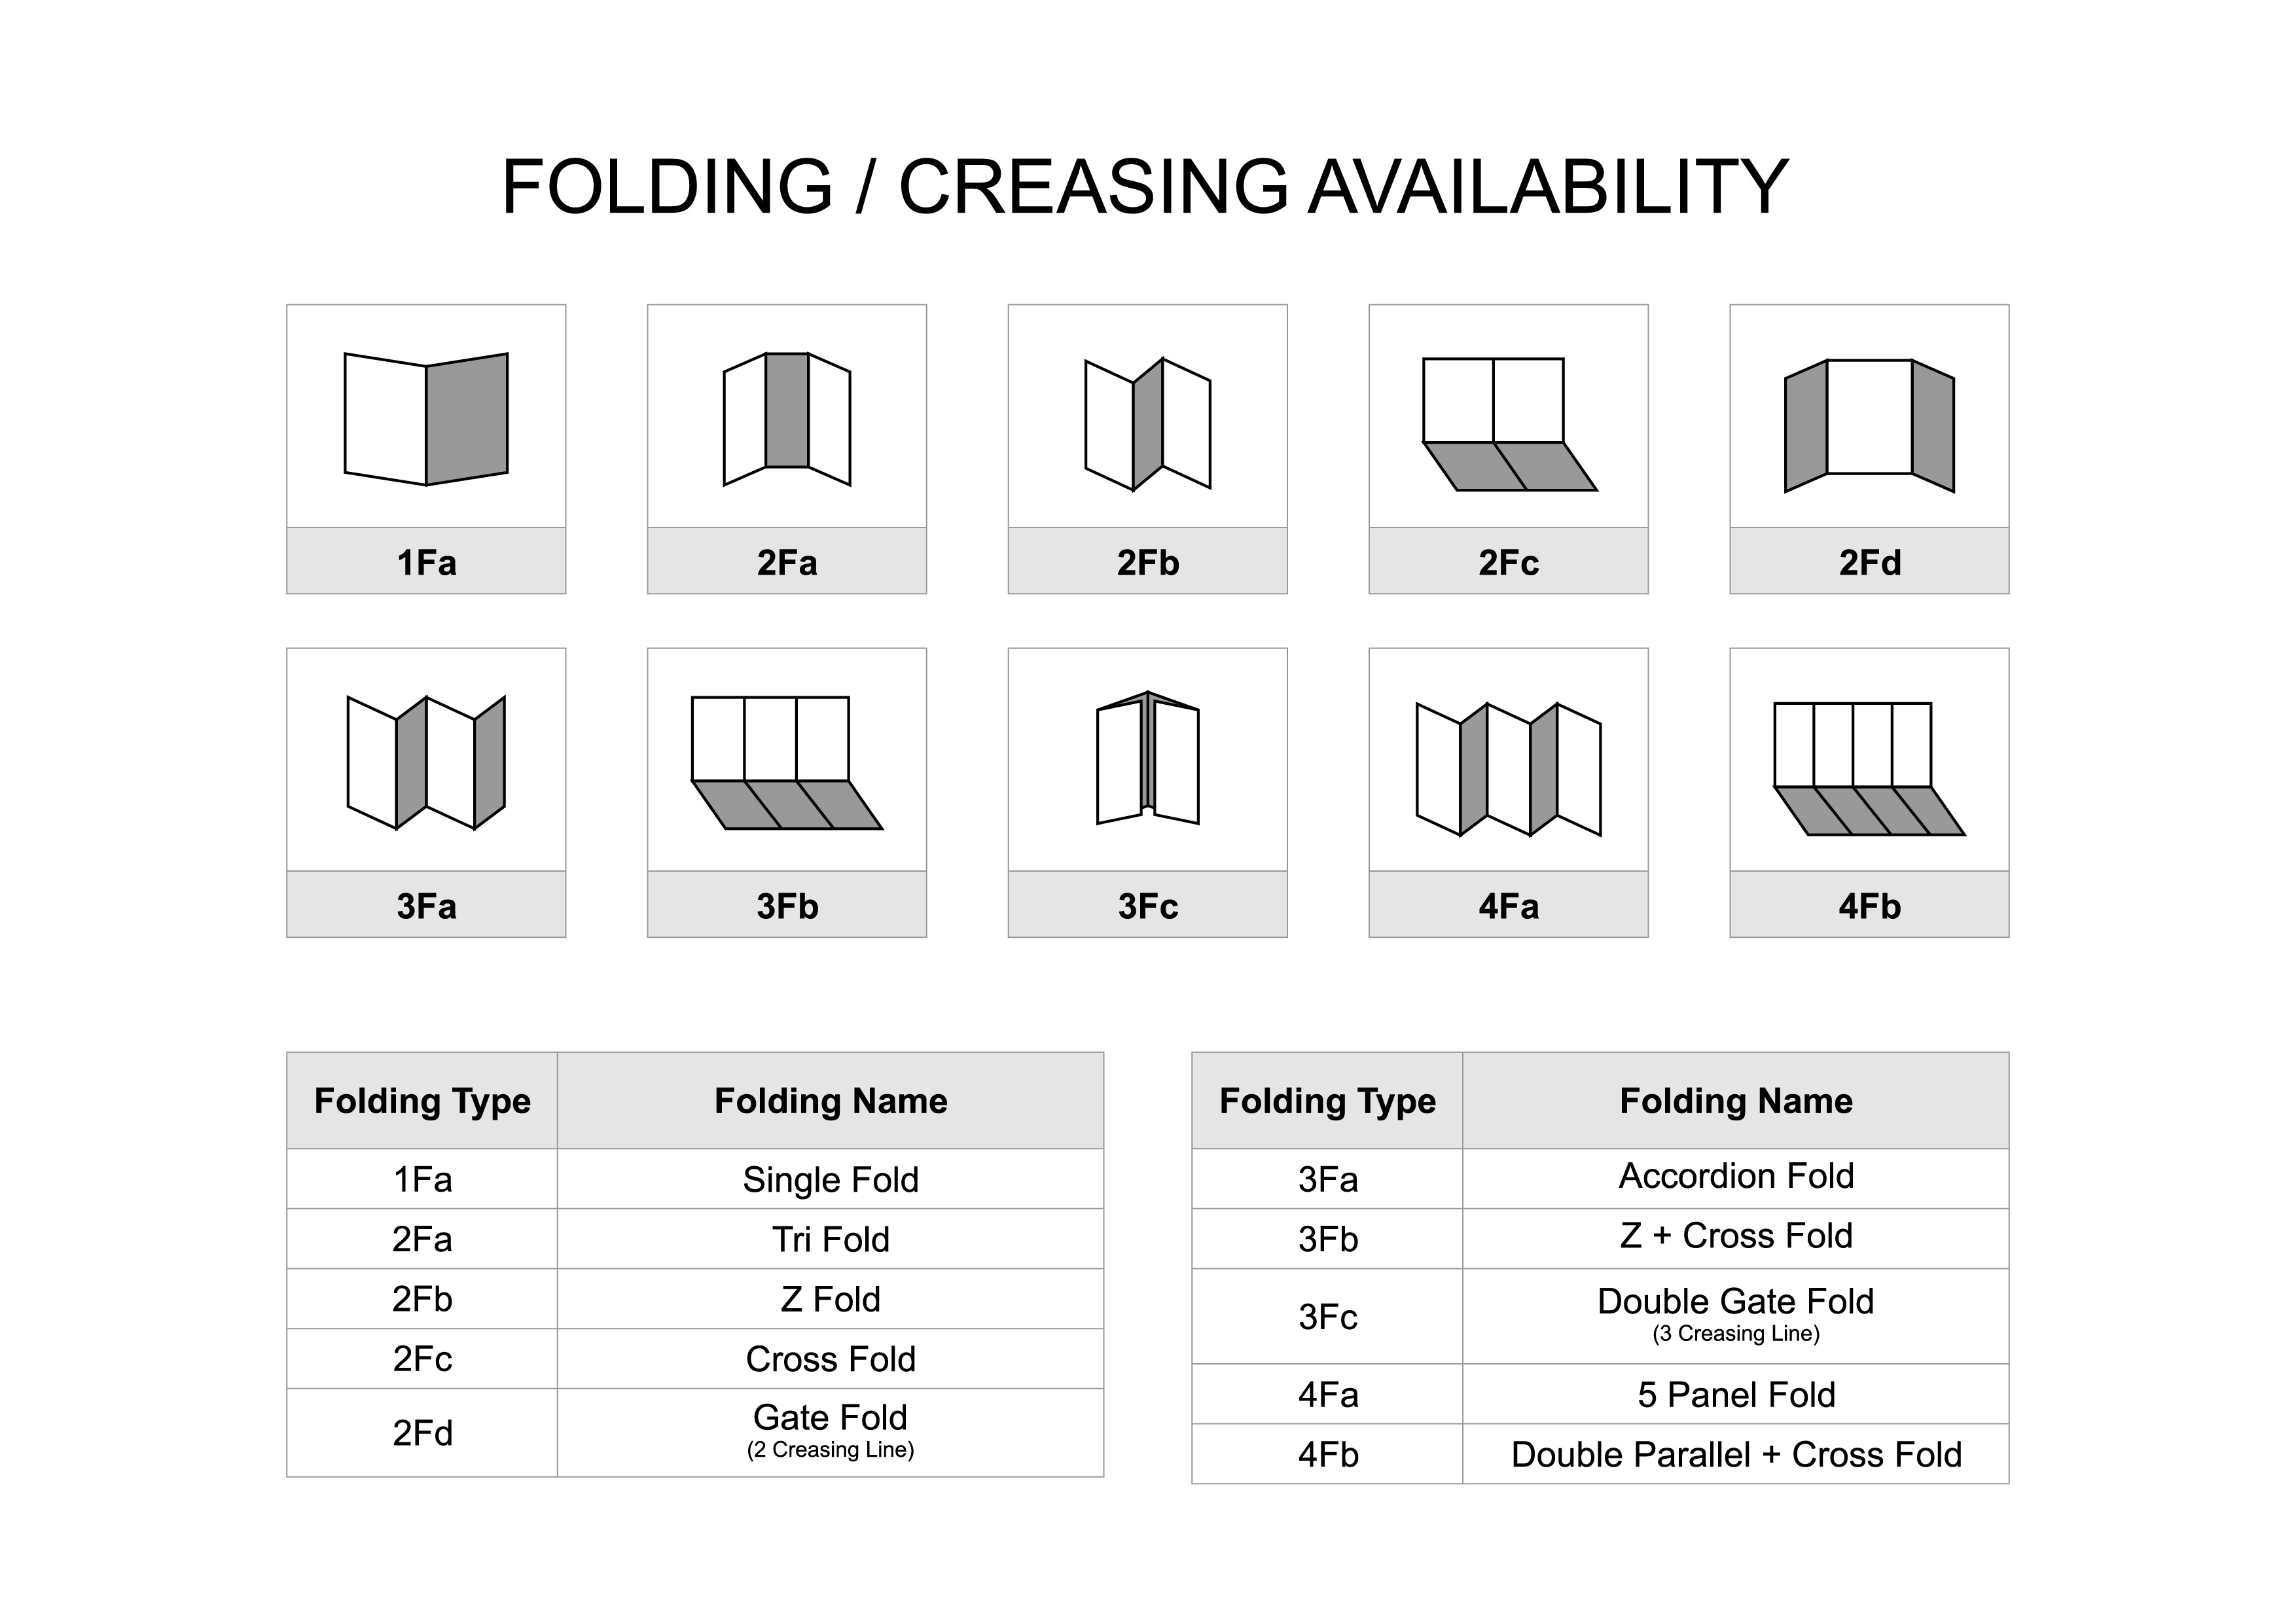 FOLDING / CREASING AVAILABILITY
1Fa
2Fa
2Fb
2Fc
2Fd
3Fa
3Fb
3Fc
4Fa
4Fb
Folding Type
Folding Name
1Fa
Single Fold
2Fa
Tri Fold
2Fb
Z Fold
2Fc
Cross Fold
2Fd
Gate Fold
(2 Creasing Line)
Folding Type
Folding Name
3Fa
Accordion Fold
3Fb
Z + Cross Fold
3Fc
Double Gate Fold
(3 Creasing Line)
4Fa
5 Panel Fold
4Fb
Double Parallel + Cross Fold